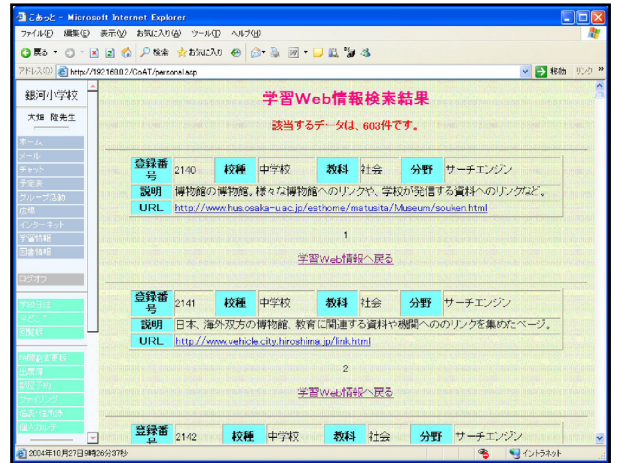 こあっと - Microsoft Internet Explorer
ファイル(F) 編集(E) 表示(V) お気に入り(A) ツール(T) ヘルプ(H)
戻る 検索 お気に入り
アドレス(D) http://192.168.0.2/CoAT/personal.asp 移動 リンク
銀河小学校
大畑 陸先生
ホーム
メール
チャット
予定表
グループ活動
広場
インターネット
学習情報
図書情報
ログオフ
学習Web情報検索結果
該当するデータは、603件です。
登録番号 2140 校種 中学校 教科 社会 分野 サーチエンジン
説明 博物館の博物館。様々な博物館へのリンクや、学校が発信する資料へのリンクなど。
URL http://www.hus.osaka-u.ac.jp/esthome/matusita/Museum/souken.html
1
学習Web情報へ戻る
登録番号 2141 校種 中学校 教科 社会 分野 サーチエンジン
説明 日本、海外双方の博物館、教育に関連する資料や機関へののリンクを集めたページ。
URL http://www.vehicle.city.hiroshima.jp/link.html
2
学習Web情報へ戻る
登録番号 2142 校種 中学校 教科 社会 分野 サーチエンジン
2004年10月27日9時26分37秒 イントラネット